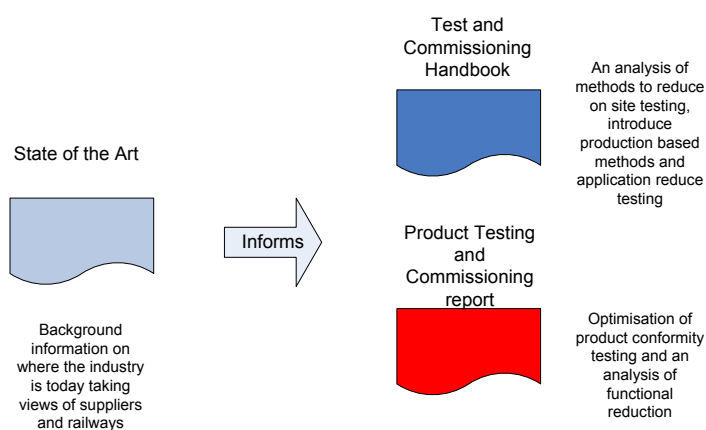 State of the Art
Background
information on
where the industry
is today taking
views of suppliers
and railways
Informs
Test and
Commissioning
Handbook
An analysis of
methods to reduce
on site testing,
introduce
production based
methods and
application reduce
testing
Product Testing
and
Commissioning
report
Optimisation of
product conformity
testing and an
analysis of
functional
reduction